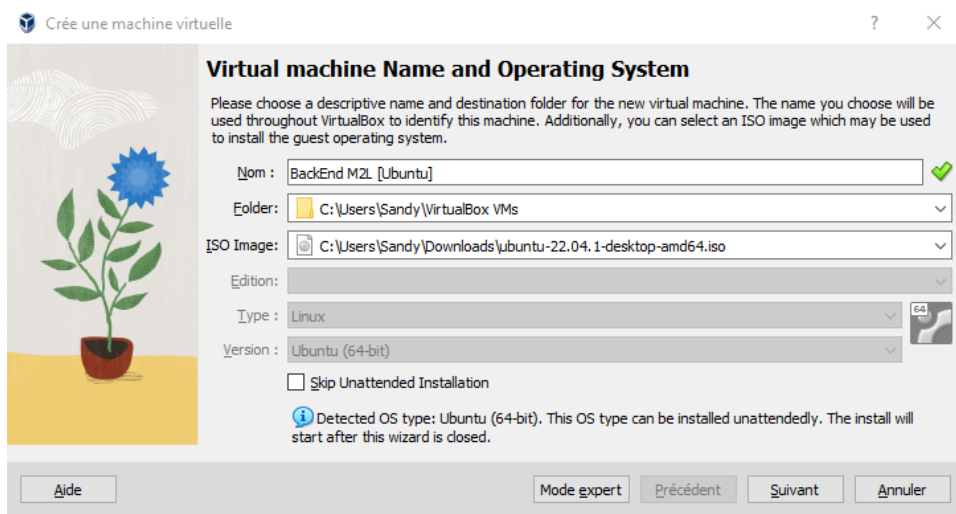 Crée une machine virtuelle
?
Virtual machine Name and Operating System
Please choose a descriptive name and destination folder for the new virtual machine. The name you choose will be
used throughout VirtualBox to identify this machine. Additionally, you can select an ISO image which may be used
to install the guest operating system.
Nom : BackEnd M2L [Ubuntu]
Folder: C:\Users\Sandy\VirtualBox VMs
ISO Image: C:\Users\Sandy\Downloads\ubuntu-22.04.1-desktop-amd64.iso
Edition:
Type : Linux
64
Version : Ubuntu (64-bit)
Skip Unattended Installation
Detected OS type: Ubuntu (64-bit). This OS type can be installed unattendedly. The install will
start after this wizard is closed.
Aide Mode expert Précédent Suivant Annuler